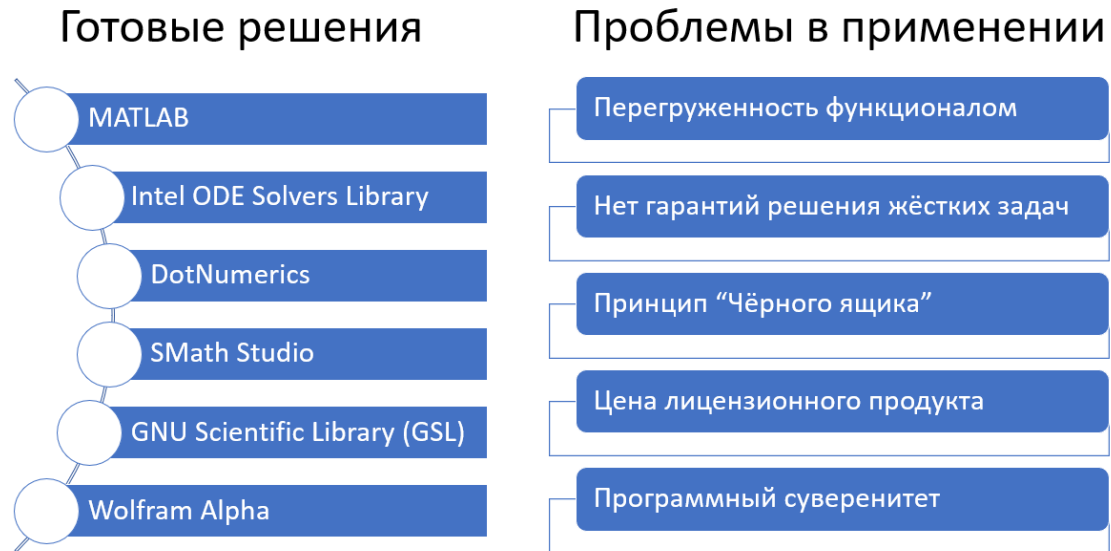 Готовые решения
MATLAB
Intel ODE Solvers Library
DotNumerics
SMath Studio
GNU Scientific Library (GSL)
Wolfram Alpha
Проблемы в применении
Перегруженность функционалом
Нет гарантий решения жёстких задач
Принцип “Чёрного ящика”
Цена лицензионного продукта
Программный суверенитет